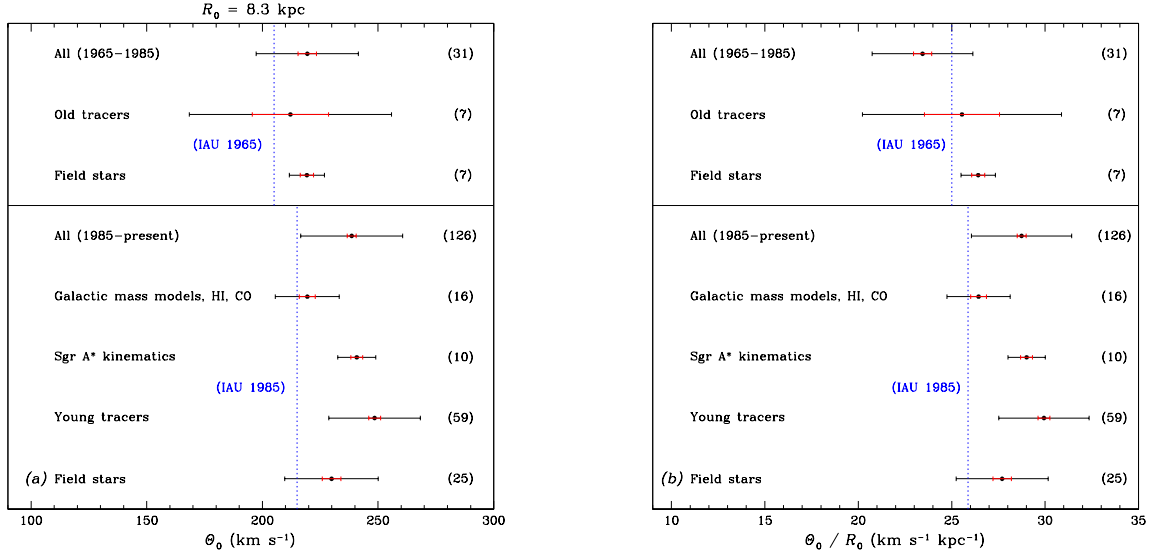 R₀ = 8.3 kpc
All (1965−1985) (31)
Old tracers (7)
(IAU 1965)
Field stars (7)
All (1985−present) (126)
Galactic mass models, HI, CO (16)
Sgr A* kinematics (10)
(IAU 1985)
Young tracers (59)
(a) Field stars (25)
100 150 200 250 300
Θ₀ (km s⁻¹)
All (1965−1985) (31)
Old tracers (7)
(IAU 1965)
Field stars (7)
All (1985−present) (126)
Galactic mass models, HI, CO (16)
Sgr A* kinematics (10)
(IAU 1985)
Young tracers (59)
(b) Field stars (25)
10 15 20 25 30 35
Θ₀ / R₀ (km s⁻¹ kpc⁻¹)